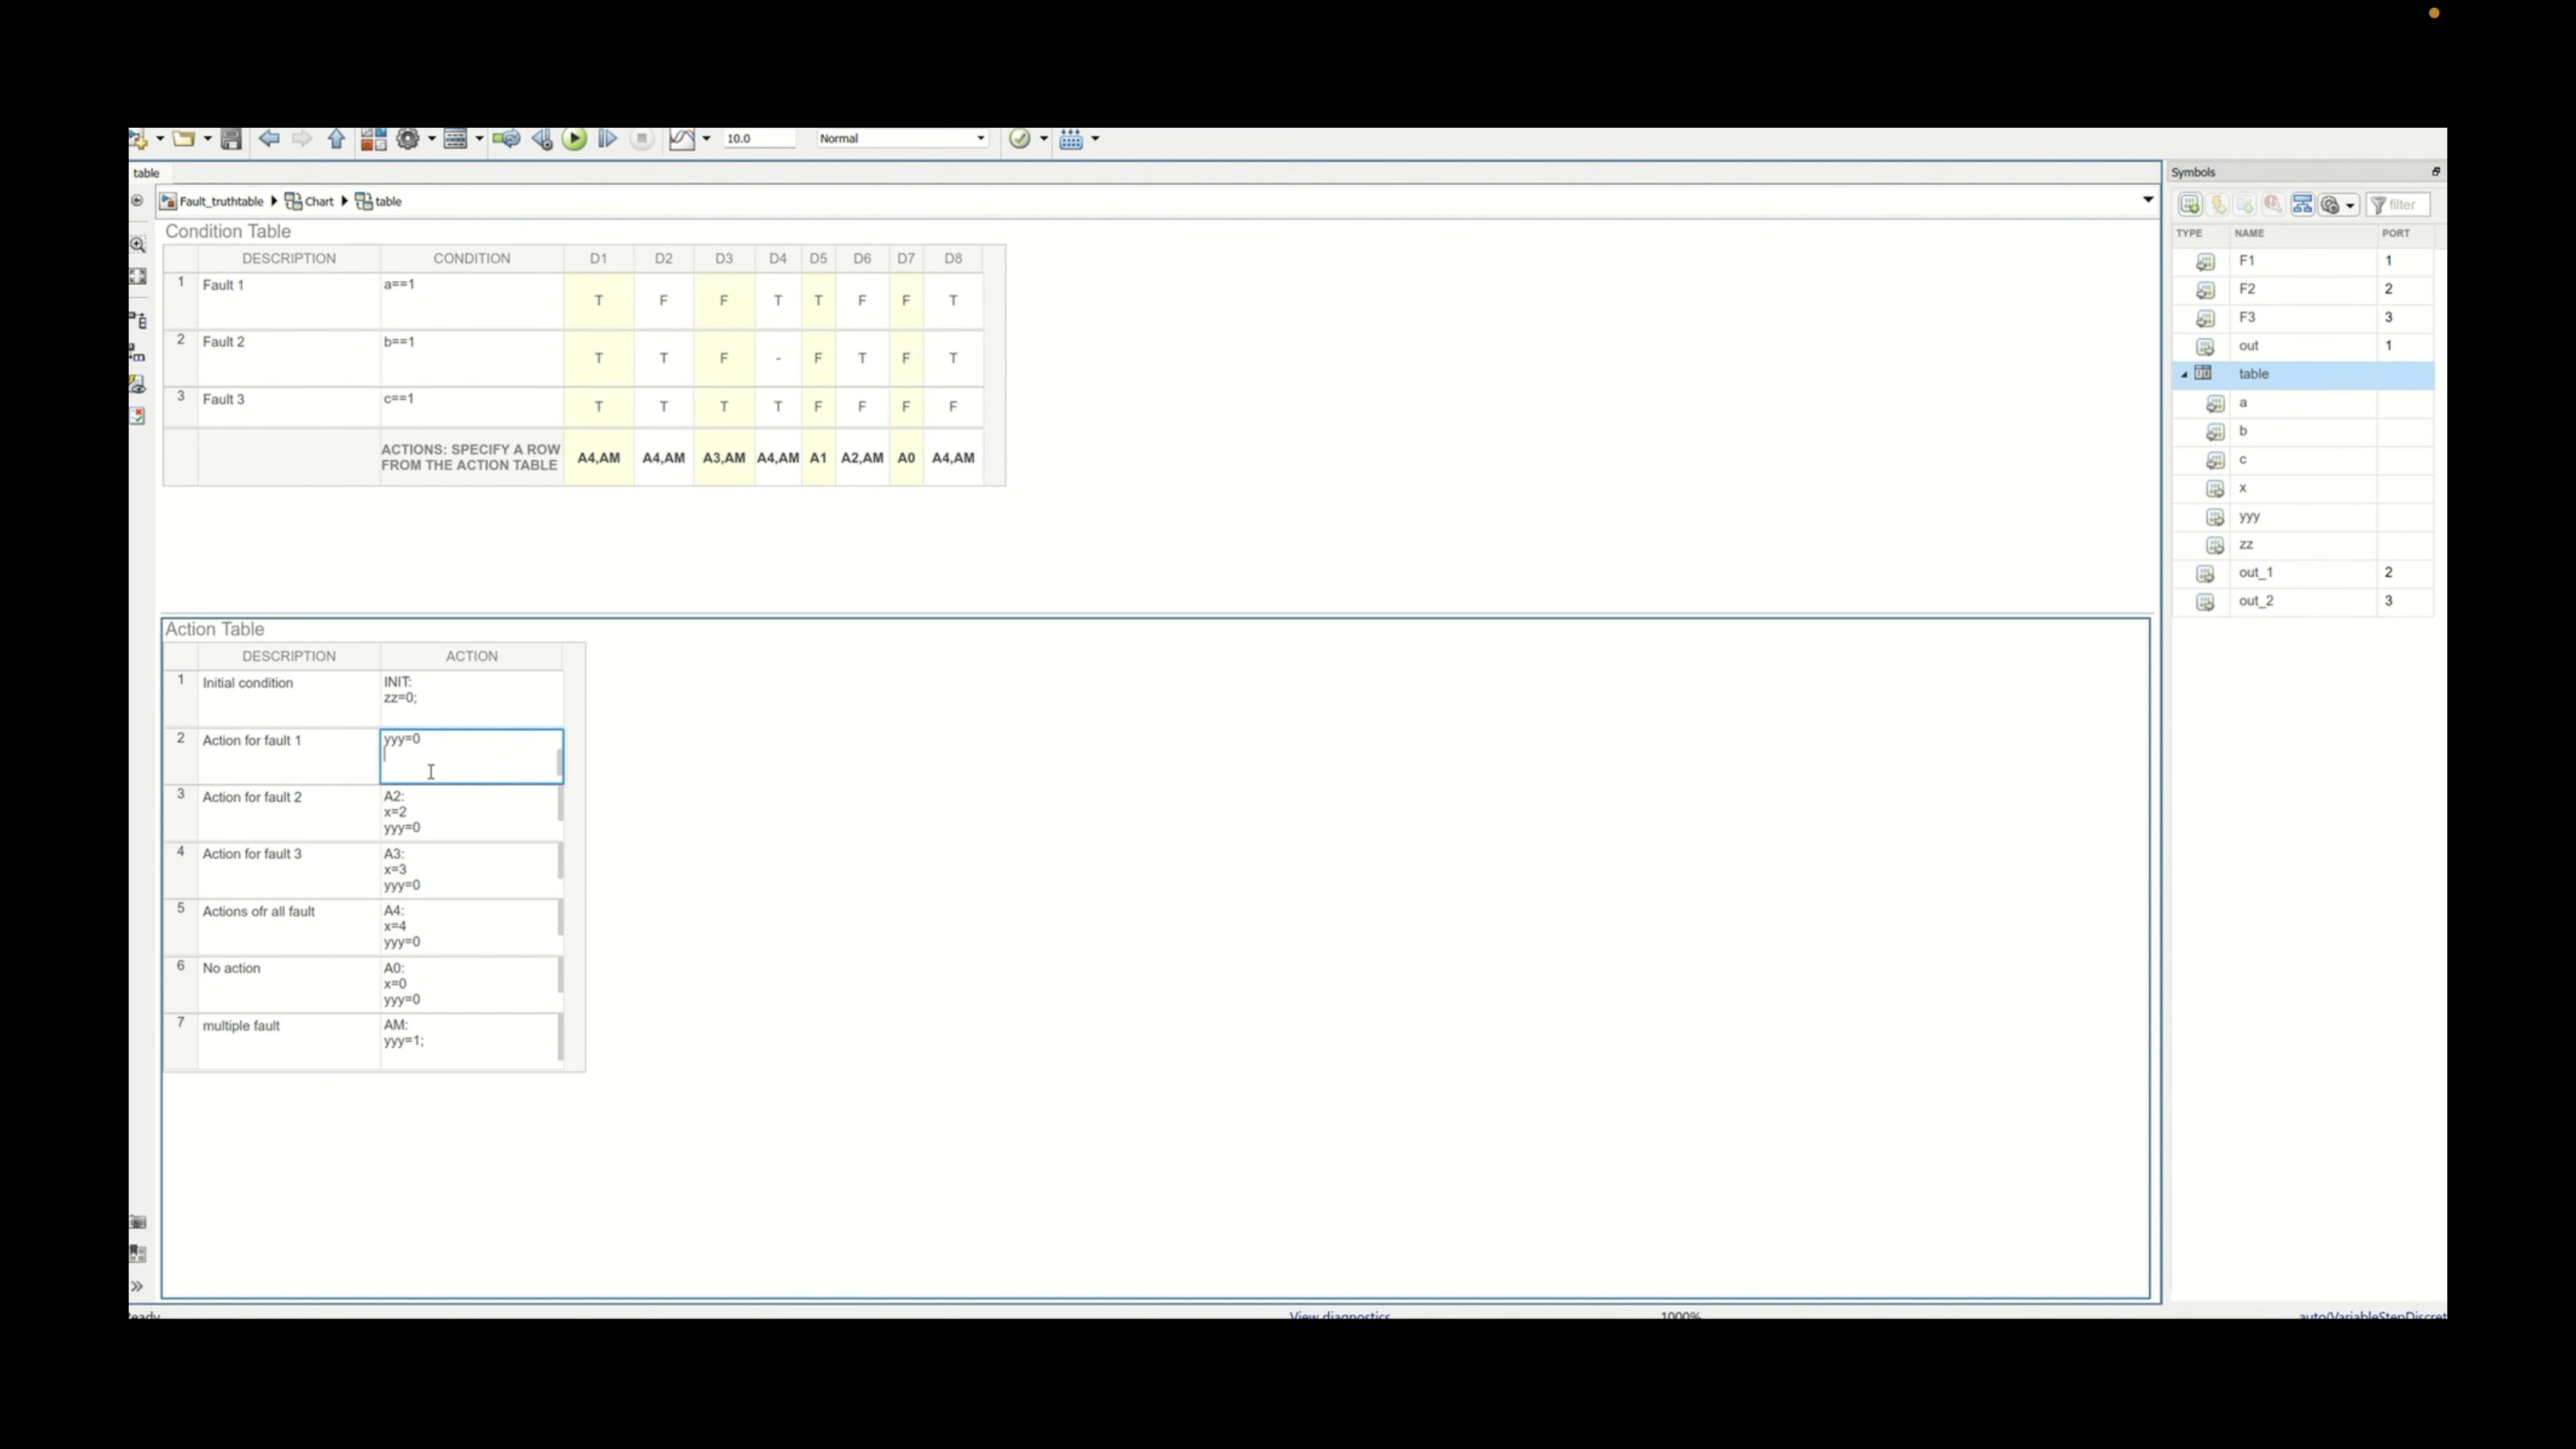 10.0 Normal
table
Symbols
Fault_truthtable Chart table
filter
TYPE NAME PORT
F1 1
F2 2
F3 3
out 1
table
a
b
c
x
yyy
zz
out_1 2
out_2 3
Condition Table
DESCRIPTION CONDITION D1 D2 D3 D4 D5 D6 D7 D8
1 Fault 1 a==1 T F F T T F F T
2 Fault 2 b==1 T T F - F T F T
3 Fault 3 c==1 T T T T F F F F
ACTIONS: SPECIFY A ROW
FROM THE ACTION TABLE A4,AM A4,AM A3,AM A4,AM A1 A2,AM A0 A4,AM
Action Table
DESCRIPTION ACTION
1 Initial condition INIT:
zz=0;
2 Action for fault 1 yyy=0
3 Action for fault 2 A2:
x=2
yyy=0
4 Action for fault 3 A3:
x=3
yyy=0
5 Actions ofr all fault A4:
x=4
yyy=0
6 No action A0:
x=0
yyy=0
7 multiple fault AM:
yyy=1;
View diagnostics 1000%